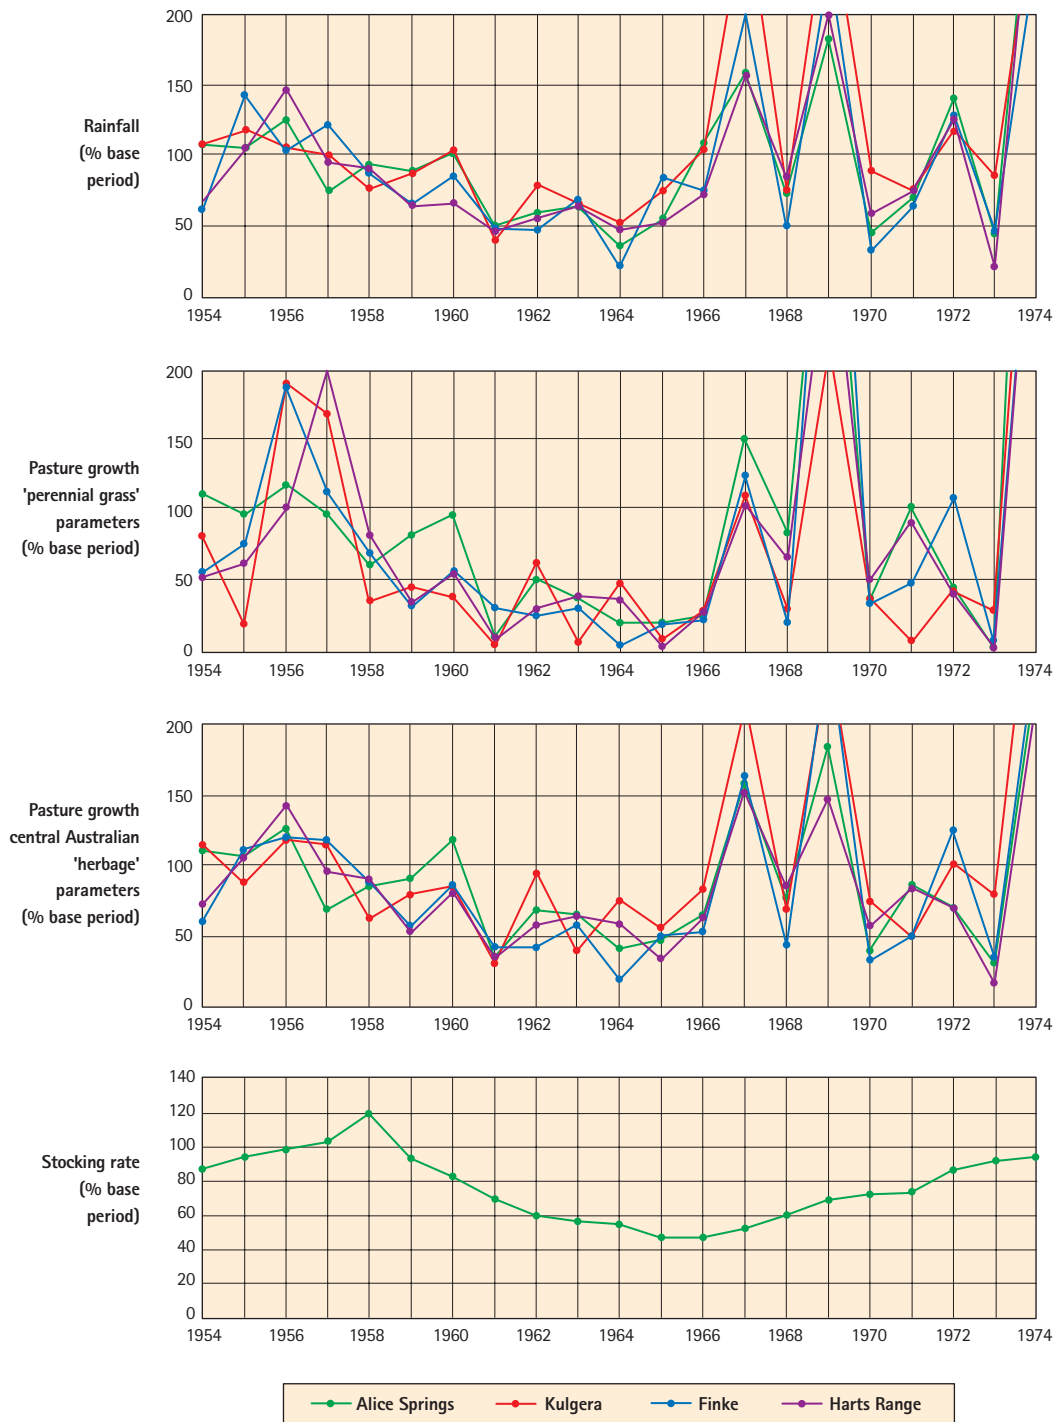 200
150
100
50
0
Rainfall
(% base
period)
1954 1956 1958 1960 1962 1964 1966 1968 1970 1972 1974
200
150
100
50
0
Pasture growth
'perennial grass'
parameters
(% base period)
1954 1956 1958 1960 1962 1964 1966 1968 1970 1972 1974
200
150
100
50
0
Pasture growth
central Australian
'herbage'
parameters
(% base period)
1954 1956 1958 1960 1962 1964 1966 1968 1970 1972 1974
140
120
100
80
60
40
20
0
Stocking rate
(% base
period)
1954 1956 1958 1960 1962 1964 1966 1968 1970 1972 1974
Alice Springs Kulgera Finke Harts Range